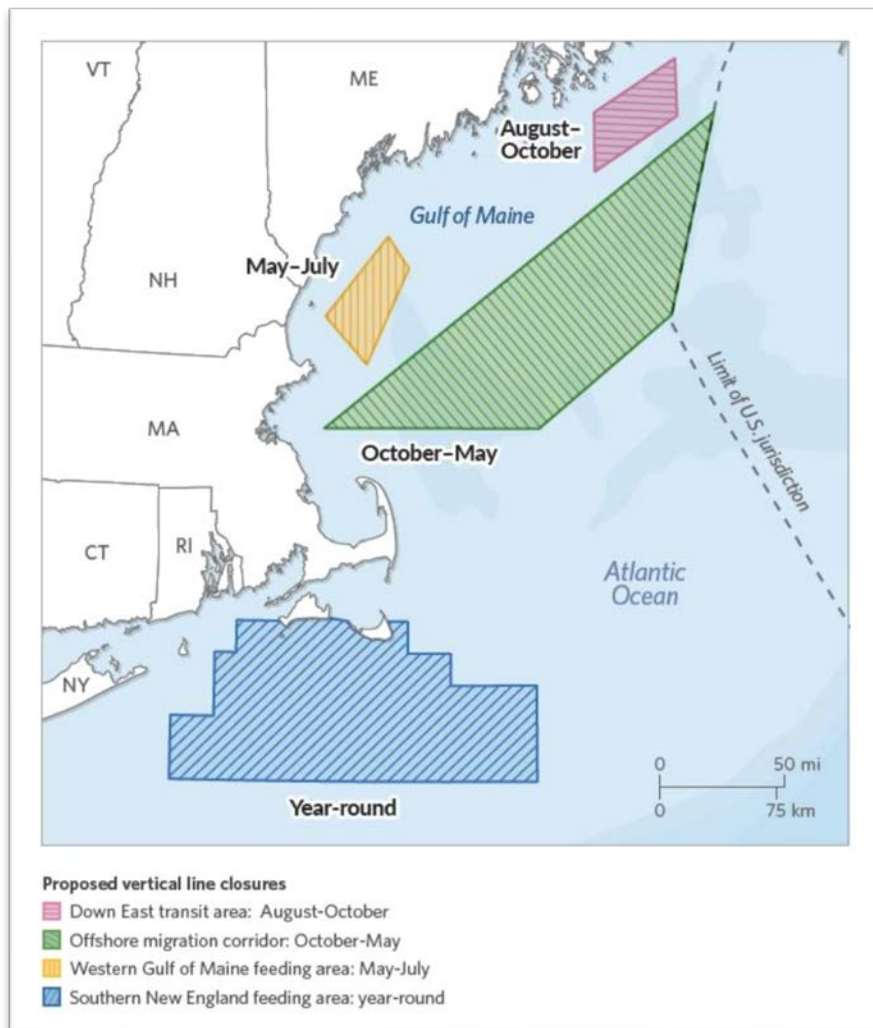 VT
ME
August–
October
Gulf of Maine
May–July
NH
Limit of U.S. jurisdiction
MA
October–May
CT
RI
Atlantic
Ocean
NY
0
50 mi
Year-round
0
75 km
Proposed vertical line closures
Down East transit area: August-October
Offshore migration corridor: October-May
Western Gulf of Maine feeding area: May-July
Southern New England feeding area: year-round